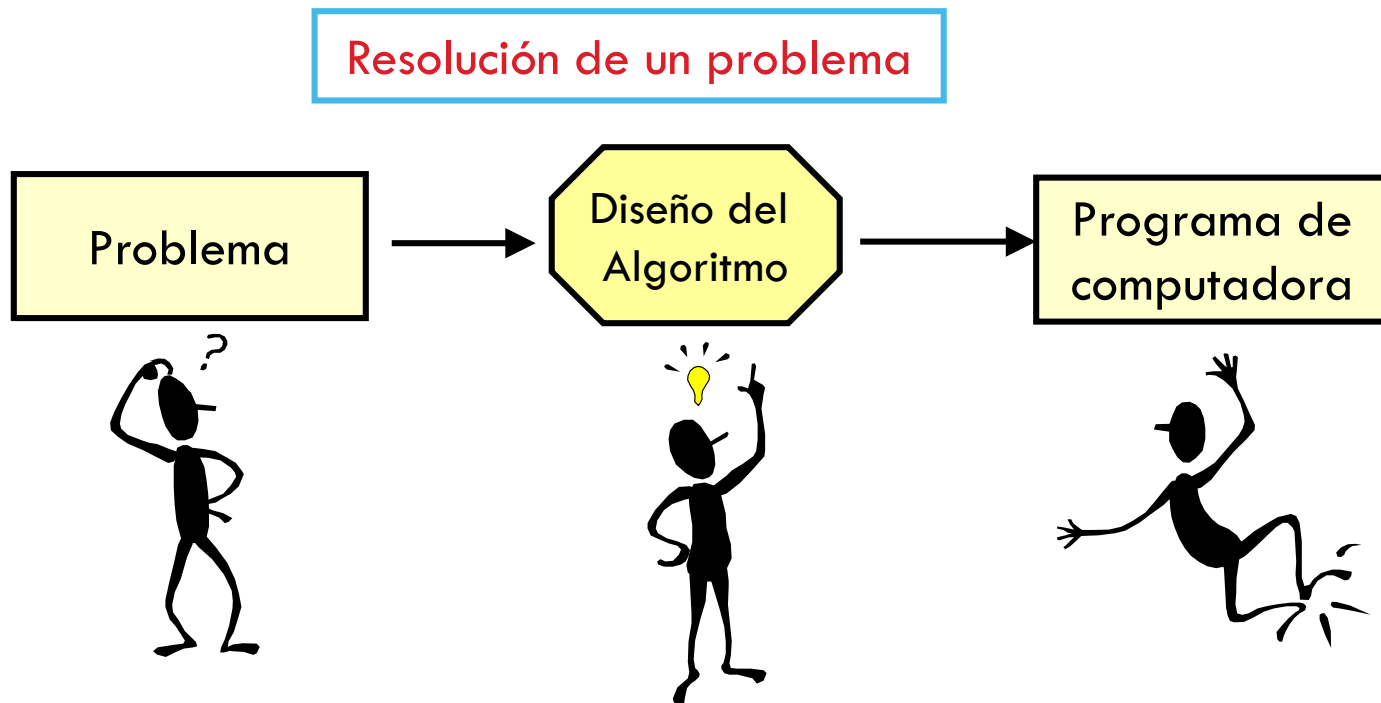 Resolución de un problema
Problema
Diseño del
Algoritmo
Programa de
computadora
?